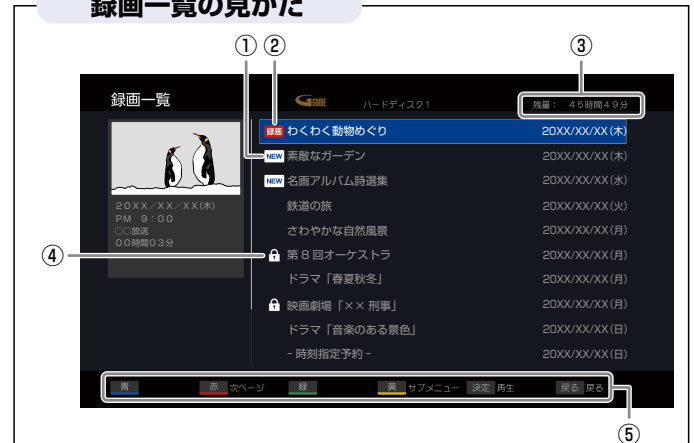 録画一覧の見かた
① ② ③
録画一覧 GGUIDE ハードディスク1 残量： 45時間49分
録画 わくわく動物めぐり 20XX/XX/XX(木)
NEW 素敵なガーデン 20XX/XX/XX(木)
NEW 名画アルバム詩選集 20XX/XX/XX(水)
鉄道の旅 20XX/XX/XX(火)
さわやかな自然風景 20XX/XX/XX(月)
第8回オーケストラ 20XX/XX/XX(月)
ドラマ「春夏秋冬」 20XX/XX/XX(月)
映画劇場「×× 刑事」 20XX/XX/XX(月)
ドラマ「音楽のある景色」 20XX/XX/XX(日)
- 時刻指定予約 - 20XX/XX/XX(日)
20XX/XX/XX(木)
PM 9:00
○○放送
00時間03分
④
青 赤 次ページ 緑 黄 サブメニュー 決定 再生 戻る 戻る
⑤